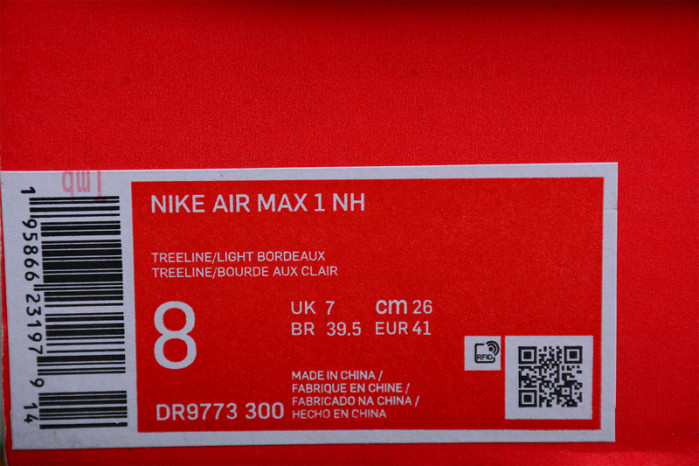 NIKE AIR MAX 1 NH
TREELINE/LIGHT BORDEAUX
TREELINE/BOURDE AUX CLAIR
8
UK 7 cm 26
BR 39.5 EUR 41
RFID
MADE IN CHINA /
FABRIQUE EN CHINE /
FABRICADO NA CHINA /
HECHO EN CHINA
DR9773 300
1 95866 23197 9 14